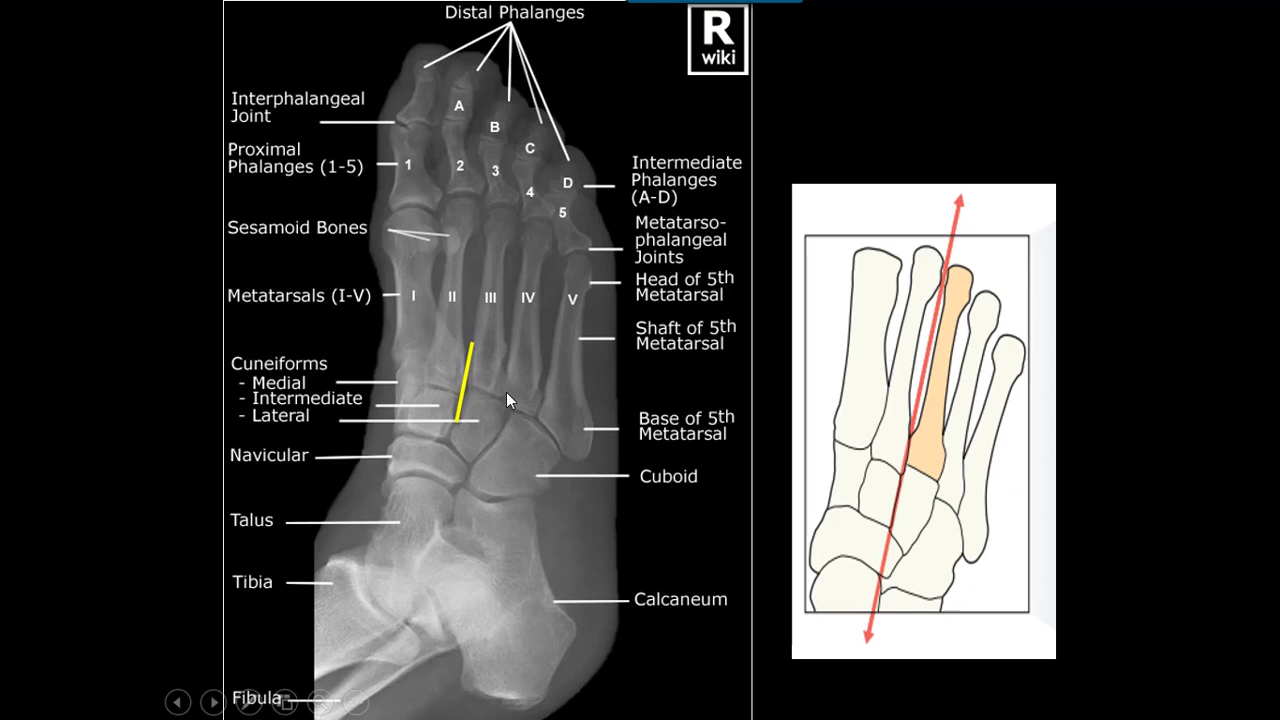 Distal Phalanges
R
wiki
Interphalangeal
Joint
Proximal
Phalanges (1-5)
Sesamoid Bones
Metatarsals (I-V)
Cuneiforms
- Medial
- Intermediate
- Lateral
Navicular
Talus
Tibia
Fibula
A
B
C
D
1
2
3
4
5
I
II
III
IV
V
Intermediate
Phalanges
(A-D)
Metatarso-
phalangeal
Joints
Head of 5th
Metatarsal
Shaft of 5th
Metatarsal
Base of 5th
Metatarsal
Cuboid
Calcaneum